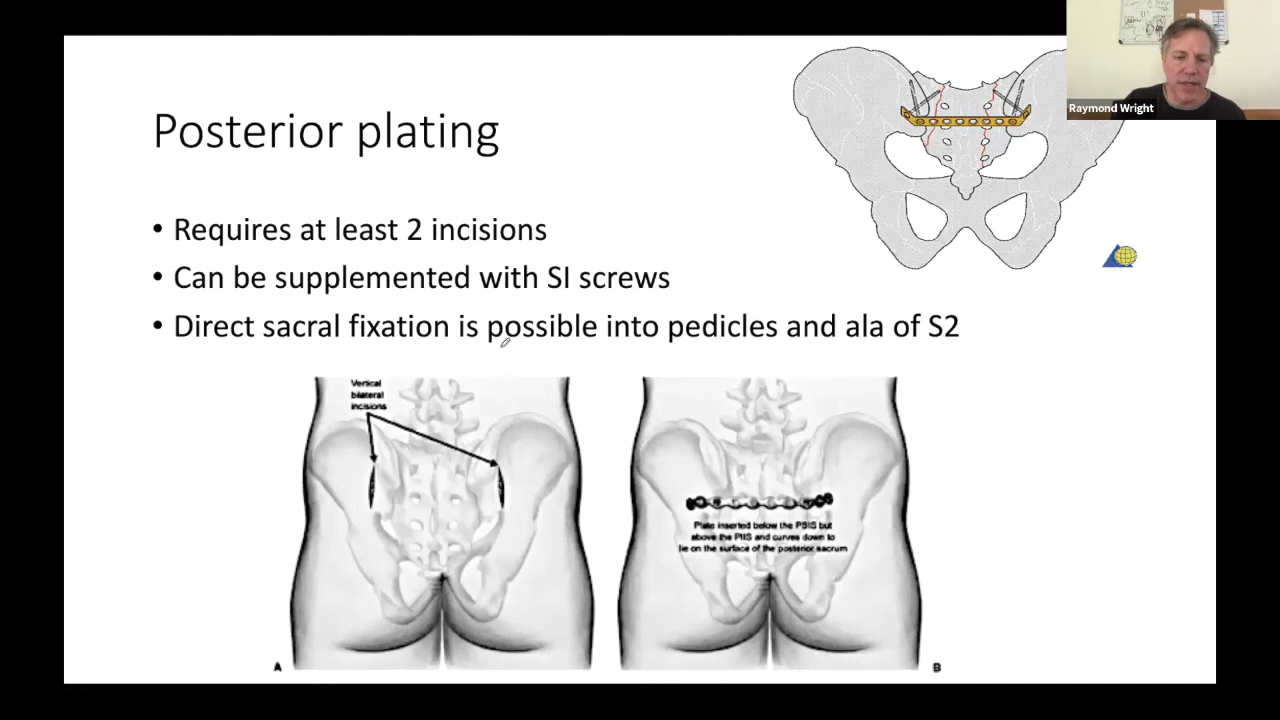 Posterior plating
Raymond Wright
• Requires at least 2 incisions
• Can be supplemented with SI screws
• Direct sacral fixation is possible into pedicles and ala of S2
Vertical
bilateral
incisions
Plate inserted below the PSIS but
above the PIIS and curves down to
lie on the surface of the posterior sacrum
A
B